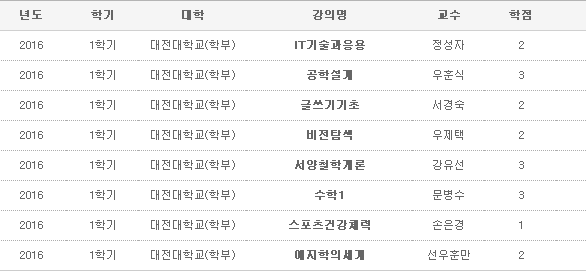 년도 학기 대학 강의명 교수 학점
2016 1학기 대전대학교(학부) IT기술과응용 정성자 2
2016 1학기 대전대학교(학부) 공학설계 우훈식 3
2016 1학기 대전대학교(학부) 글쓰기기초 서경숙 2
2016 1학기 대전대학교(학부) 비전탐색 우재택 2
2016 1학기 대전대학교(학부) 서양철학개론 강유선 3
2016 1학기 대전대학교(학부) 수학1 문병수 3
2016 1학기 대전대학교(학부) 스포츠건강체력 손은경 1
2016 1학기 대전대학교(학부) 에지학의세계 선우훈만 2